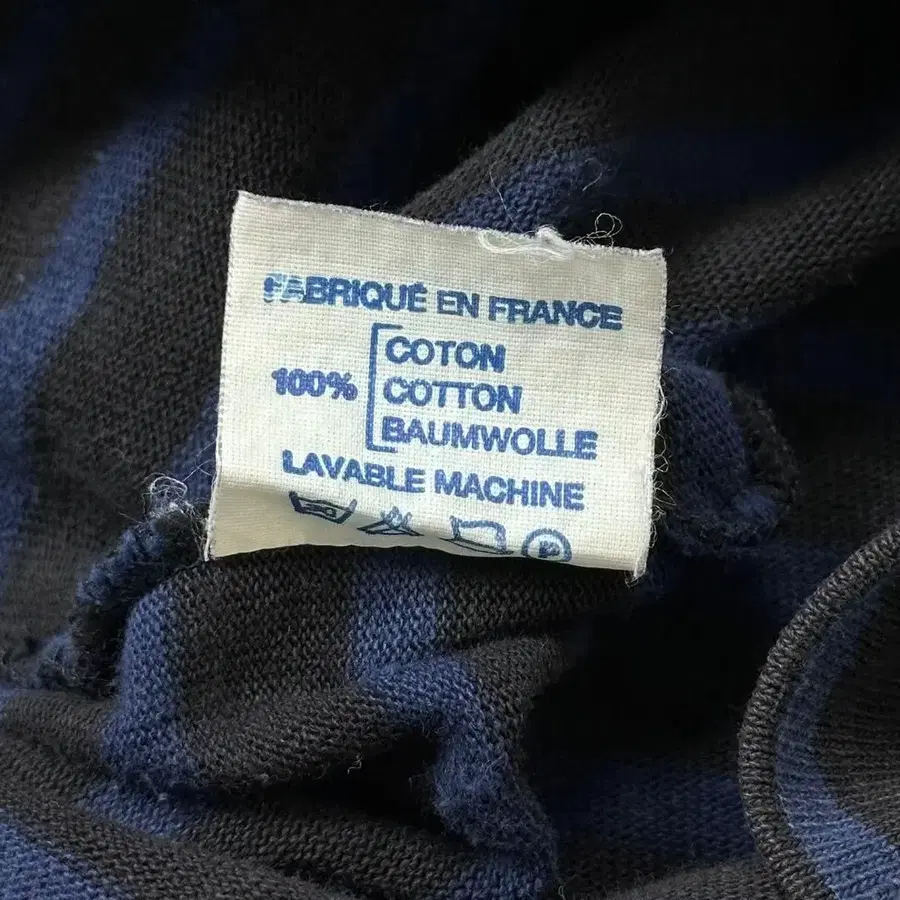 FABRIQUÉ EN FRANCE
COTON
100% COTTON
BAUMWOLLE
LAVABLE MACHINE